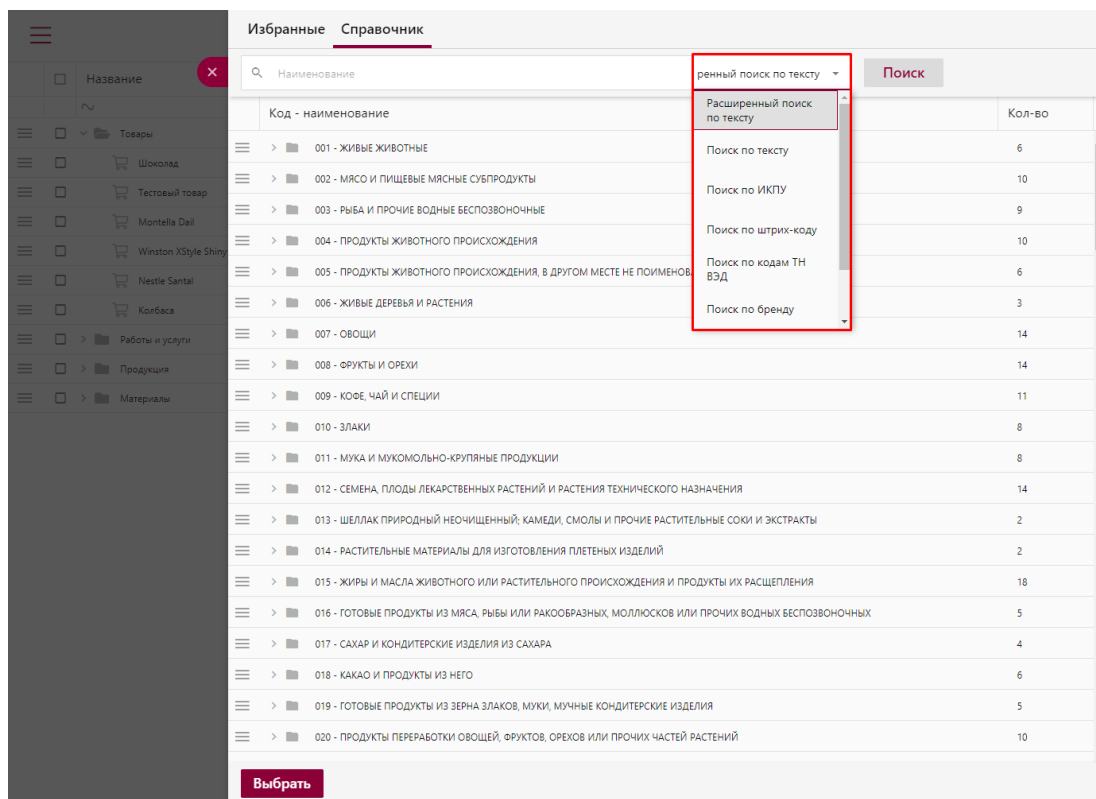 Избранные Справочник
Название
Наименование
ренный поиск по тексту
Поиск
Расширенный поиск
по тексту
Поиск по тексту
Поиск по ИКПУ
Поиск по штрих-коду
Поиск по кодам ТН
ВЭД
Поиск по бренду
Код - наименование
Кол-во
Товары
Шоколад
Тестовый товар
Montella Dail
Winston XStyle Shiny
Nestle Santal
Колбаса
Работы и услуги
Продукция
Материалы
001 - ЖИВЫЕ ЖИВОТНЫЕ 6
002 - МЯСО И ПИЩЕВЫЕ МЯСНЫЕ СУБПРОДУКТЫ 10
003 - РЫБА И ПРОЧИЕ ВОДНЫЕ БЕСПОЗВОНОЧНЫЕ 9
004 - ПРОДУКТЫ ЖИВОТНОГО ПРОИСХОЖДЕНИЯ 10
005 - ПРОДУКТЫ ЖИВОТНОГО ПРОИСХОЖДЕНИЯ, В ДРУГОМ МЕСТЕ НЕ ПОИМЕНОВА 6
006 - ЖИВЫЕ ДЕРЕВЬЯ И РАСТЕНИЯ 3
007 - ОВОЩИ 14
008 - ФРУКТЫ И ОРЕХИ 14
009 - КОФЕ, ЧАЙ И СПЕЦИИ 11
010 - ЗЛАКИ 8
011 - МУКА И МУКОМОЛЬНО-КРУПЯНЫЕ ПРОДУКЦИИ 8
012 - СЕМЕНА, ПЛОДЫ ЛЕКАРСТВЕННЫХ РАСТЕНИЙ И РАСТЕНИЯ ТЕХНИЧЕСКОГО НАЗНАЧЕНИЯ 14
013 - ШЕЛЛАК ПРИРОДНЫЙ НЕОЧИЩЕННЫЙ; КАМЕДИ, СМОЛЫ И ПРОЧИЕ РАСТИТЕЛЬНЫЕ СОКИ И ЭКСТРАКТЫ 2
014 - РАСТИТЕЛЬНЫЕ МАТЕРИАЛЫ ДЛЯ ИЗГОТОВЛЕНИЯ ПЛЕТЕНЫХ ИЗДЕЛИЙ 2
015 - ЖИРЫ И МАСЛА ЖИВОТНОГО ИЛИ РАСТИТЕЛЬНОГО ПРОИСХОЖДЕНИЯ И ПРОДУКТЫ ИХ РАСЩЕПЛЕНИЯ 18
016 - ГОТОВЫЕ ПРОДУКТЫ ИЗ МЯСА, РЫБЫ ИЛИ РАКООБРАЗНЫХ, МОЛЛЮСКОВ ИЛИ ПРОЧИХ ВОДНЫХ БЕСПОЗВОНОЧНЫХ 5
017 - САХАР И КОНДИТЕРСКИЕ ИЗДЕЛИЯ ИЗ САХАРА 4
018 - КАКАО И ПРОДУКТЫ ИЗ НЕГО 6
019 - ГОТОВЫЕ ПРОДУКТЫ ИЗ ЗЕРНА ЗЛАКОВ, МУКИ, МУЧНЫЕ КОНДИТЕРСКИЕ ИЗДЕЛИЯ 5
020 - ПРОДУКТЫ ПЕРЕРАБОТКИ ОВОЩЕЙ, ФРУКТОВ, ОРЕХОВ ИЛИ ПРОЧИХ ЧАСТЕЙ РАСТЕНИЙ 10
Выбрать